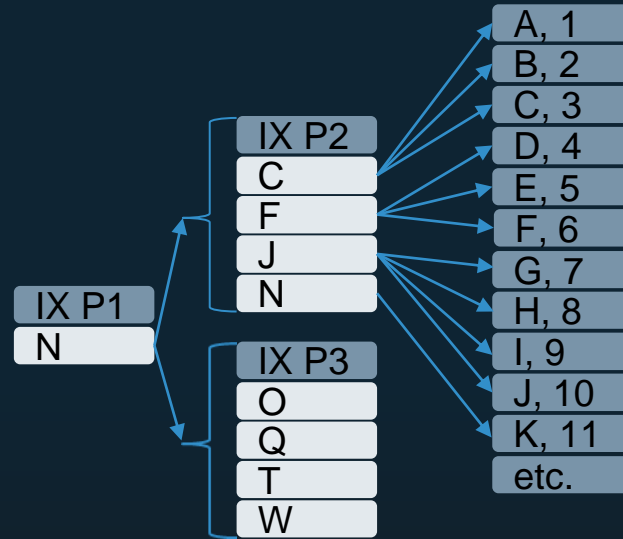 IX P1
N
IX P2
C
F
J
N
IX P3
O
Q
T
W
A, 1
B, 2
C, 3
D, 4
E, 5
F, 6
G, 7
H, 8
I, 9
J, 10
K, 11
etc.